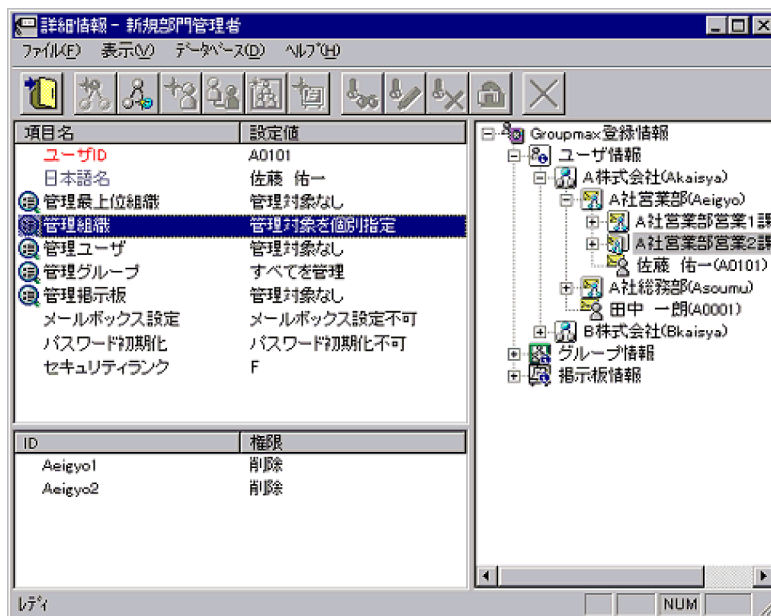 詳細情報 - 新規部門管理者
ファイル(F) 表示(V) データベース(D) ヘルプ(H)
項目名 設定値
ユーザID A0101
日本語名 佐藤 佑一
管理最上位組織 管理対象なし
管理組織 管理対象を個別指定
管理ユーザ 管理対象なし
管理グループ すべてを管理
管理掲示板 管理対象なし
メールボックス設定 メールボックス設定不可
パスワード初期化 パスワード初期化不可
セキュリティランク F
ID 権限
Aeigyo1 削除
Aeigyo2 削除
Groupmax登録情報
ユーザ情報
A株式会社(Akaisya)
A社営業部(Aeigyo)
A社営業部営業1課
A社営業部営業2課
佐藤 佑一(A0101)
A社総務部(Asoumu)
田中 一朗(A0001)
B株式会社(Bkaisya)
グループ情報
掲示板情報
レディ NUM